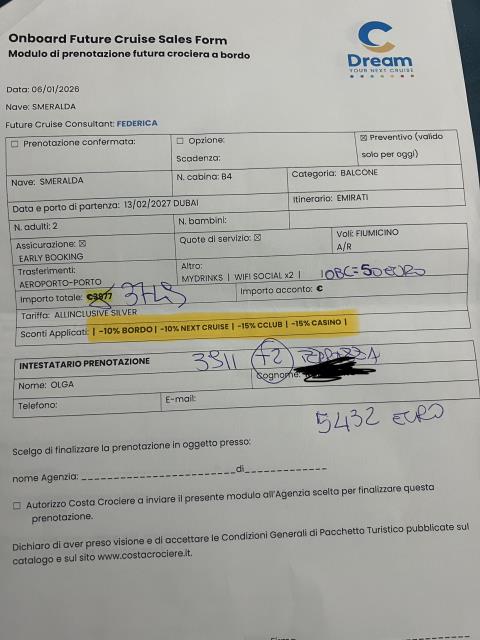 Onboard Future Cruise Sales Form
Modulo di prenotazione futura crociera a bordo
C
Dream
YOUR NEXT CRUISE
Data: 06/01/2026
Nave: SMERALDA
Future Cruise Consultant: FEDERICA
☐ Prenotazione confermata:
☐ Opzione:
Scadenza:
☒ Preventivo (valido
solo per oggi)
Nave: SMERALDA
N. cabina: B4
Categoria: BALCONE
Data e porto di partenza: 13/02/2027 DUBAI
Itinerario: EMIRATI
N. adulti: 2
N. bambini:
Assicurazione: ☒
EARLY BOOKING
Quote di servizio: ☒
Voli: FIUMICINO
A/R
Trasferimenti:
AEROPORTO-PORTO
Altro:
MYDRINKS | WIFI SOCIAL x2 | OBC=50 EURO
Importo totale: €3977
Importo acconto: €
Tariffa: ALLINCLUSIVE SILVER
Sconti Applicati: | -10% BORDO | -10% NEXT CRUISE | -15% CCLUB | -15% CASINO |
INTESTATARIO PRENOTAZIONE
3911 +2 TERRAZZA
Nome: OLGA
Cognome:
Telefono:
E-mail:
5432 EURO
Scelgo di finalizzare la prenotazione in oggetto presso:
nome Agenzia: ________________________di_____________
☐ Autorizzo Costa Crociere a inviare il presente modulo all'Agenzia scelta per finalizzare questa
prenotazione.
Dichiaro di aver preso visione e di accettare le Condizioni Generali di Pacchetto Turistico pubblicate sul
catalogo e sul sito www.costacrociere.it.